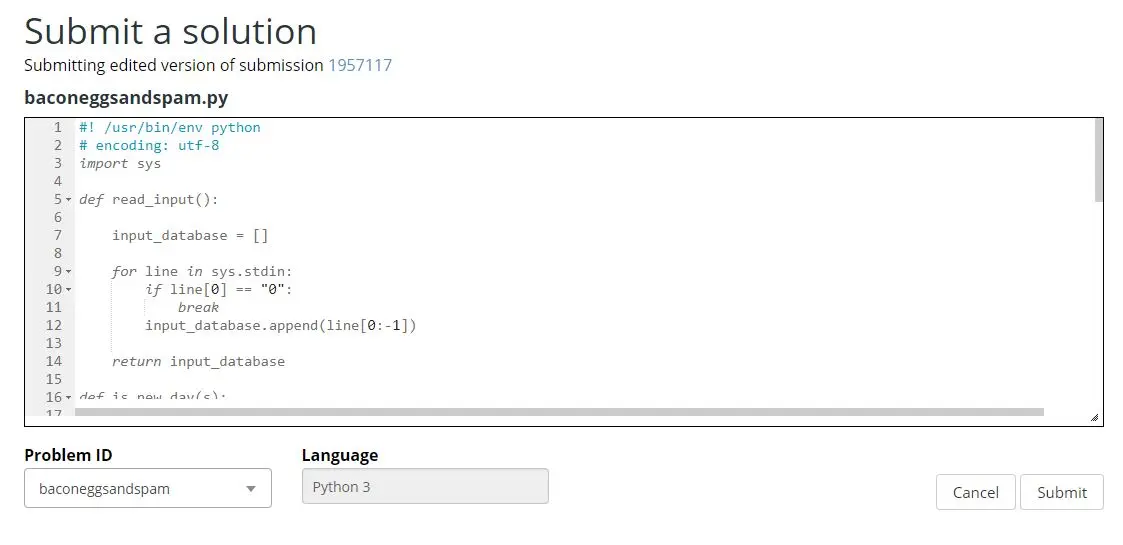 Submit a solution
Submitting edited version of submission 1957117
baconeggsandspam.py
1 #! /usr/bin/env python
2 # encoding: utf-8
3 import sys
4
5 def read_input():
6
7 input_database = []
8
9 for line in sys.stdin:
10 if line[0] == "0":
11 break
12 input_database.append(line[0:-1])
13
14 return input_database
15
16 def is_new_day(s):
17
Problem ID
Language
baconeggsandspam
Python 3
Cancel
Submit